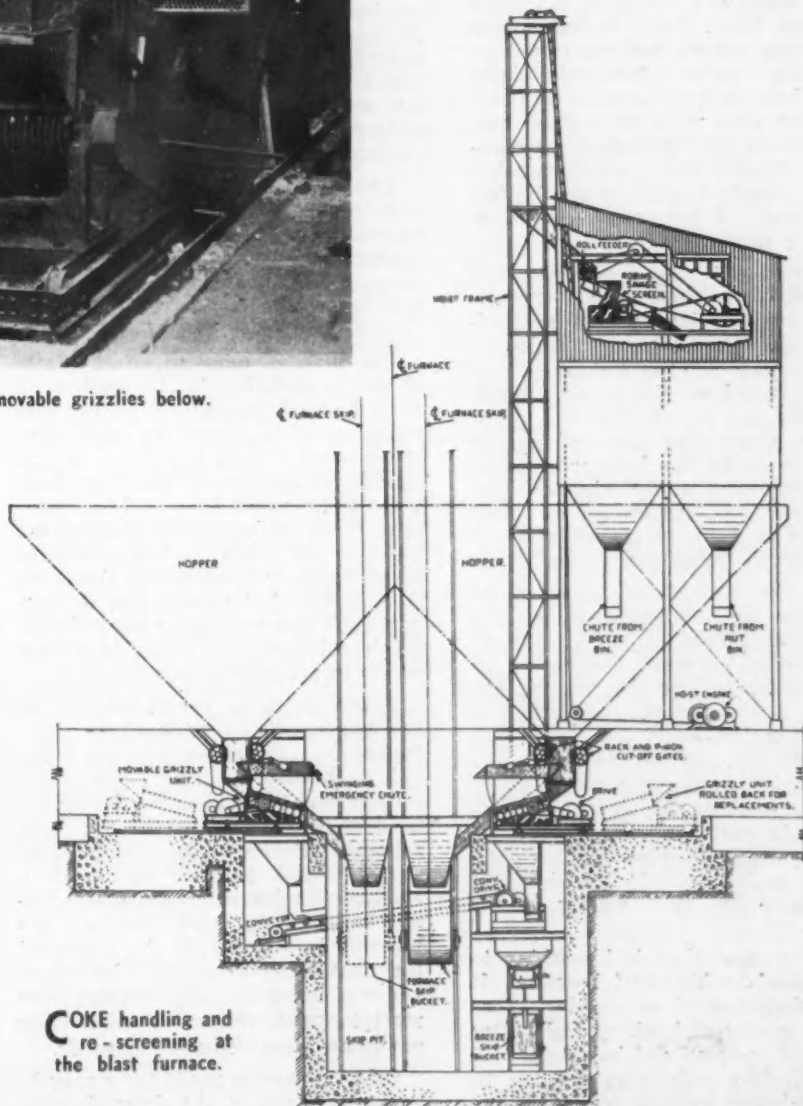 movable grizzlies below.
ROLL FEEDER
ROBINS
SCREEN.
HOIST FRAME.
℄ FURNACE
℄ FURNACE SKIP.
℄ FURNACE SKIP.
HOPPER
HOPPER.
CHUTE FROM
BREEZE
BIN.
CHUTE FROM
NUT
BIN.
HOIST ENGINE
RACK AND PINION
CUT-OFF GATES.
MOVABLE GRIZZLY
UNIT.
SWINGING
EMERGENCY CHUTE.
DRIVE
GRIZZLY UNIT
ROLLED BACK FOR
REPLACEMENTS.
CONVEYOR
CONV.
DRIVE
FURNACE
SKIP
BUCKET.
SKIP PIT.
BREEZE
SKIP
BUCKET
COKE handling and
re-screening at
the blast furnace.